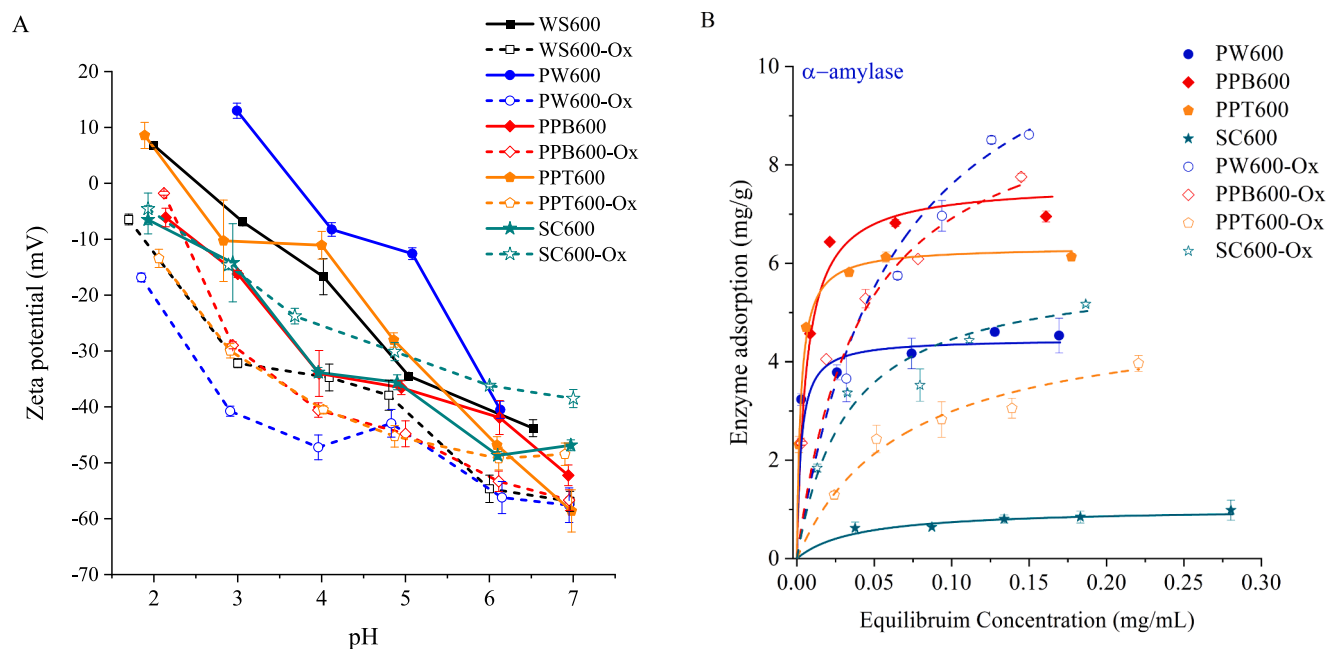 A
Zeta potential (mV)
20
10
0
-10
-20
-30
-40
-50
-60
-70
2 3 4 5 6 7
pH
WS600
WS600-Ox
PW600
PW600-Ox
PPB600
PPB600-Ox
PPT600
PPT600-Ox
SC600
SC600-Ox
B
α−amylase
Enzyme adsorption (mg/g)
10
8
6
4
2
0
0.00 0.05 0.10 0.15 0.20 0.25 0.30
Equilibruim Concentration (mg/mL)
PW600
PPB600
PPT600
SC600
PW600-Ox
PPB600-Ox
PPT600-Ox
SC600-Ox